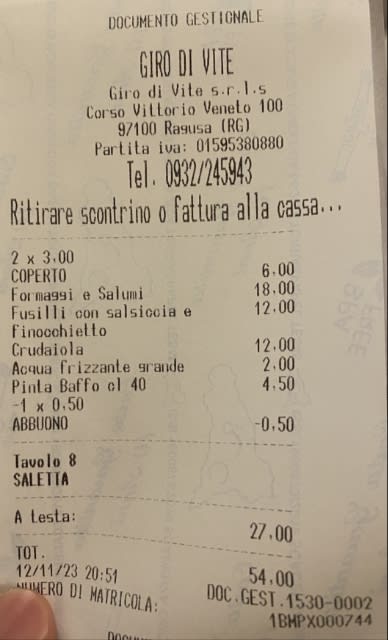 DOCUMENTO GESTIONALE
GIRO DI VITE
Giro di Vite s.r.l.s
Corso Vittorio Veneto 100
97100 Ragusa (RG)
Partita iva: 01595380880
Tel. 0932/245943
Ritirare scontrino o fattura alla cassa...
2 x 3,00
COPERTO 6,00
Formaggi e Salumi 18,00
Fusilli con salsiccia e 12,00
finocchietto
Crudaiola 12,00
Acqua frizzante grande 2,00
Pinta Baffo cl 40 4,50
-1 x 0,50
ABBUONO -0,50
Tavolo 8
SALETTA
A testa: 27,00
TOT. 54,00
12/11/23 20:51 DOC.GEST.1530-0002
NUMERO DI MATRICOLA: 1BMPX000744